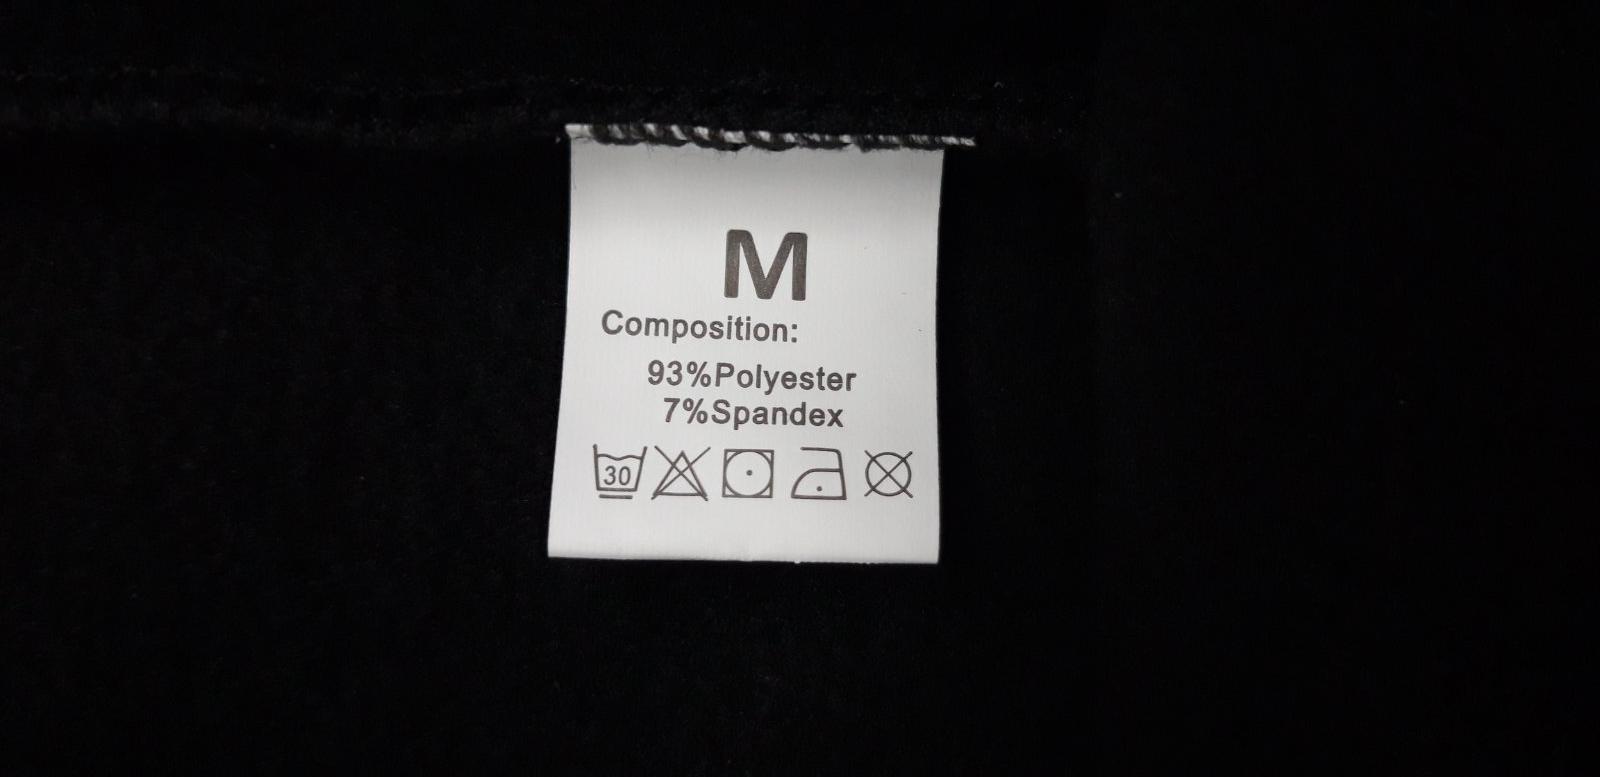 M
Composition:
93%Polyester
7%Spandex
30